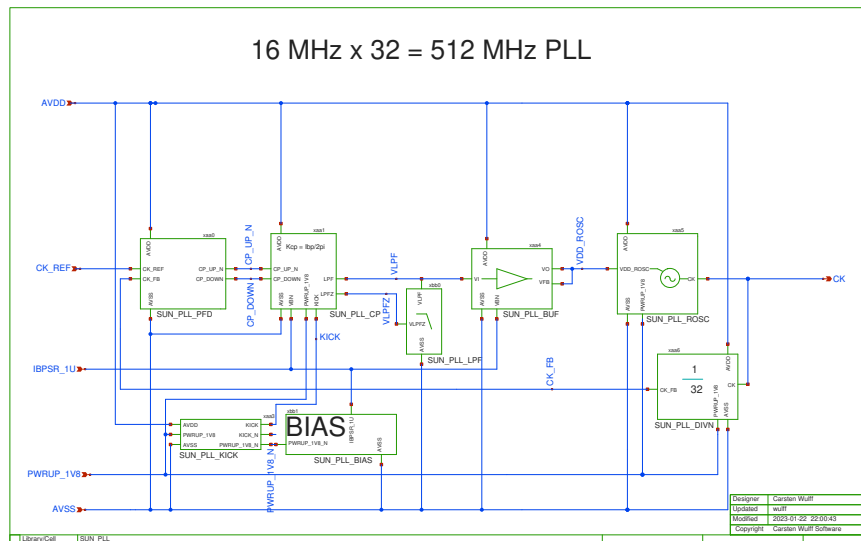 16 MHz x 32 = 512 MHz PLL
AVDD
CK_REF
IBPSR_1U
PWRUP_1V8
AVSS
CK
xaa0
AVDD
CK_REF
CK_FB
CP_UP_N
CP_DOWN
AVSS
SUN_PLL_PFD
CP_UP_N
CP_DOWN
xaa1
AVDD
Kcp = Ibp/2pi
CP_UP_N
CP_DOWN
LPF
LPFZ
AVSS
VBN
PWRUP_1V8
KICK
SUN_PLL_CP
KICK
VLPF
VLPFZ
xbb0
VLPF
VLPFZ
AVSS
SUN_PLL_LPF
xaa4
AVDD
VI
VO
VFB
AVSS
VBN
SUN_PLL_BUF
VDD_ROSC
xaa5
AVDD
VDD_ROSC
CK
AVSS
PWRUP_1V8
SUN_PLL_ROSC
CK_FB
xaa6
1
32
AVDD
CK_FB
CK
PWRUP_1V8
AVSS
SUN_PLL_DIVN
xaa3
AVDD
PWRUP_1V8
AVSS
KICK
KICK_N
PWRUP_1V8_N
SUN_PLL_KICK
PWRUP_1V8_N
xbb1
BIAS
IBPSR_1U
PWRUP_1V8_N
AVSS
SUN_PLL_BIAS
Designer Carsten Wulff
Updated wulff
Modified 2023-01-22 22:00:43
Copyright Carsten Wulff Software
Library/Cell SUN_PLL